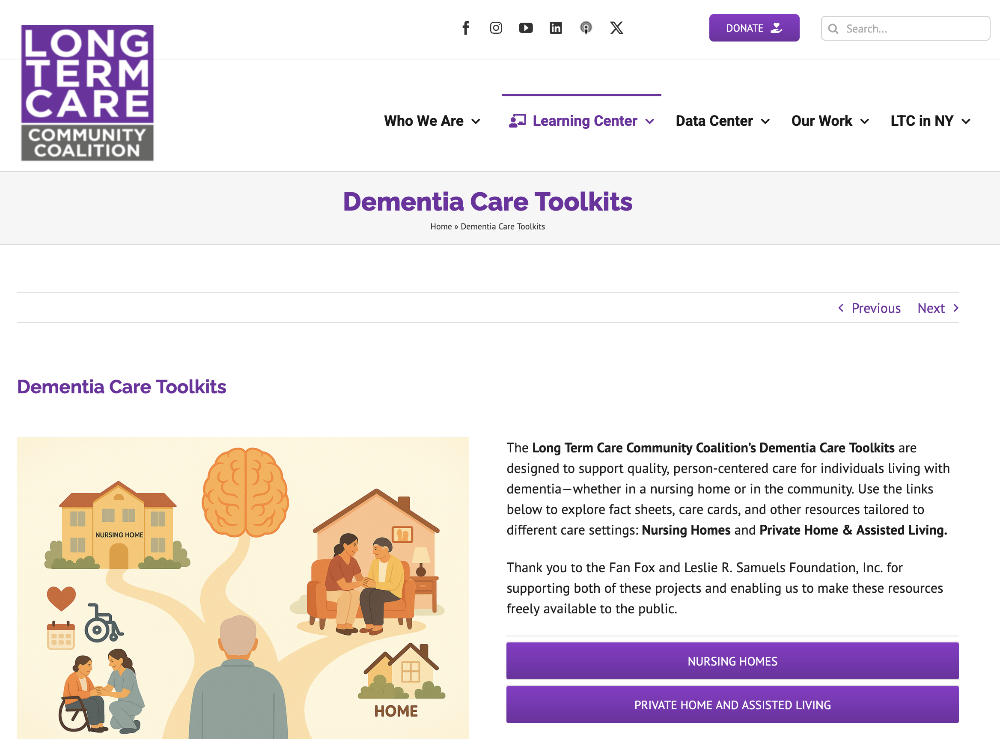 LONG
TERM
CARE
COMMUNITY
COALITION
DONATE
Search...
Who We Are
Learning Center
Data Center
Our Work
LTC in NY
Dementia Care Toolkits
Home » Dementia Care Toolkits
Previous
Next
Dementia Care Toolkits
NURSING HOME
HOME
The Long Term Care Community Coalition’s Dementia Care Toolkits are
designed to support quality, person-centered care for individuals living with
dementia—whether in a nursing home or in the community. Use the links
below to explore fact sheets, care cards, and other resources tailored to
different care settings: Nursing Homes and Private Home & Assisted Living.
Thank you to the Fan Fox and Leslie R. Samuels Foundation, Inc. for
supporting both of these projects and enabling us to make these resources
freely available to the public.
NURSING HOMES
PRIVATE HOME AND ASSISTED LIVING